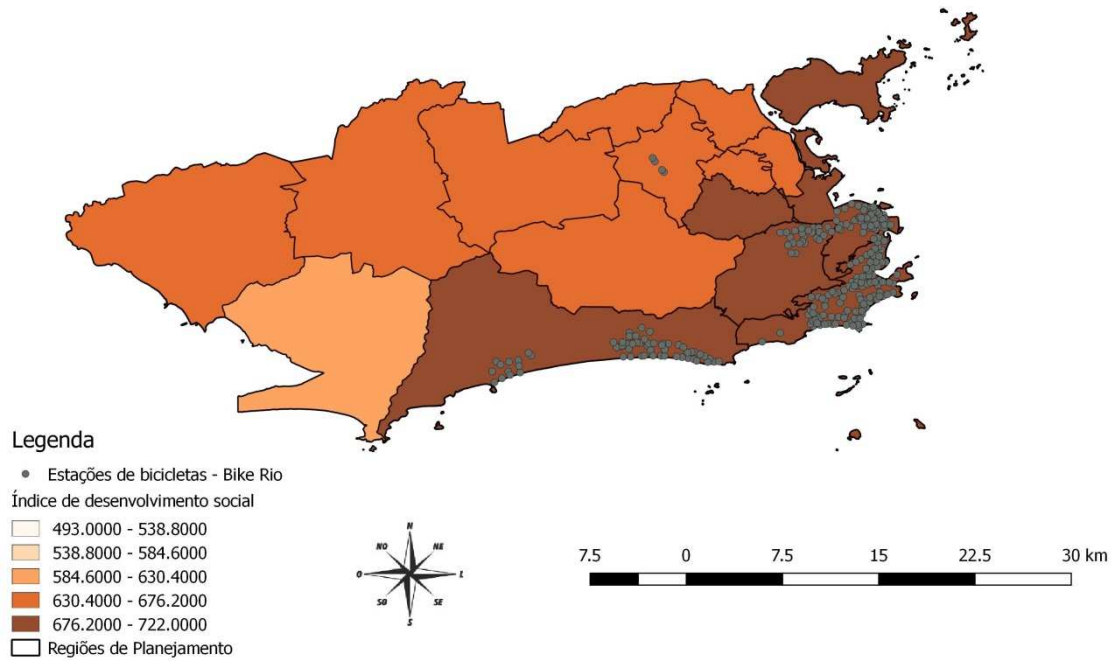 Legenda
Estações de bicicletas - Bike Rio
Índice de desenvolvimento social
493.0000 - 538.8000
538.8000 - 584.6000
584.6000 - 630.4000
630.4000 - 676.2000
676.2000 - 722.0000
Regiões de Planejamento
N
NO NE
O L
SO SE
S
7.5 0 7.5 15 22.5 30 km